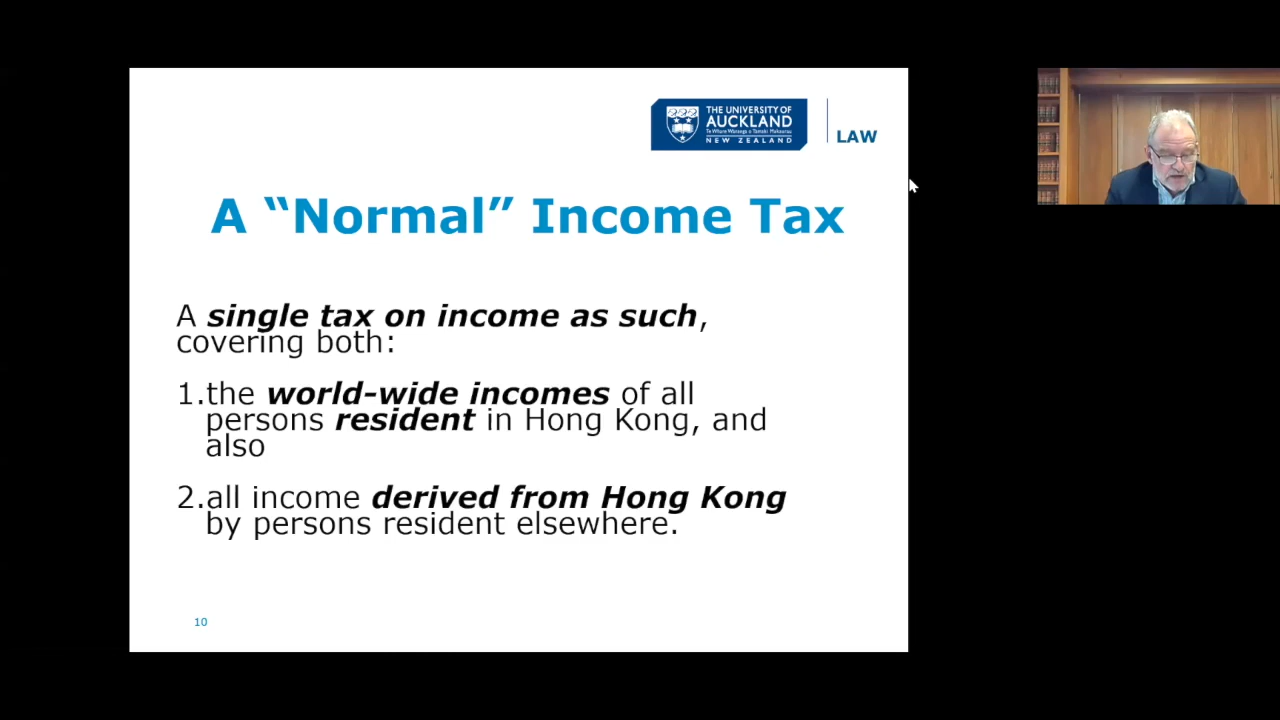 THE UNIVERSITY OF
AUCKLAND
Te Whare Wānanga o Tāmaki Makaurau
NEW ZEALAND
LAW
A “Normal” Income Tax
A single tax on income as such,
covering both:
1.the world-wide incomes of all
persons resident in Hong Kong, and
also
2.all income derived from Hong Kong
by persons resident elsewhere.
10